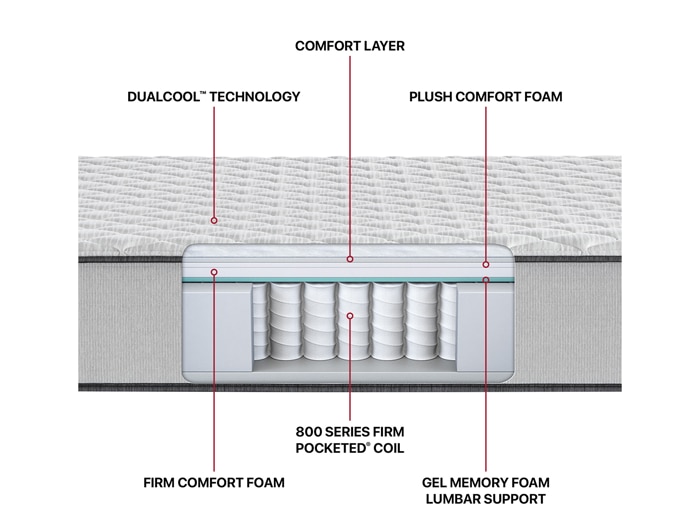 COMFORT LAYER
DUALCOOL™ TECHNOLOGY
PLUSH COMFORT FOAM
800 SERIES FIRM
POCKETED® COIL
FIRM COMFORT FOAM
GEL MEMORY FOAM
LUMBAR SUPPORT